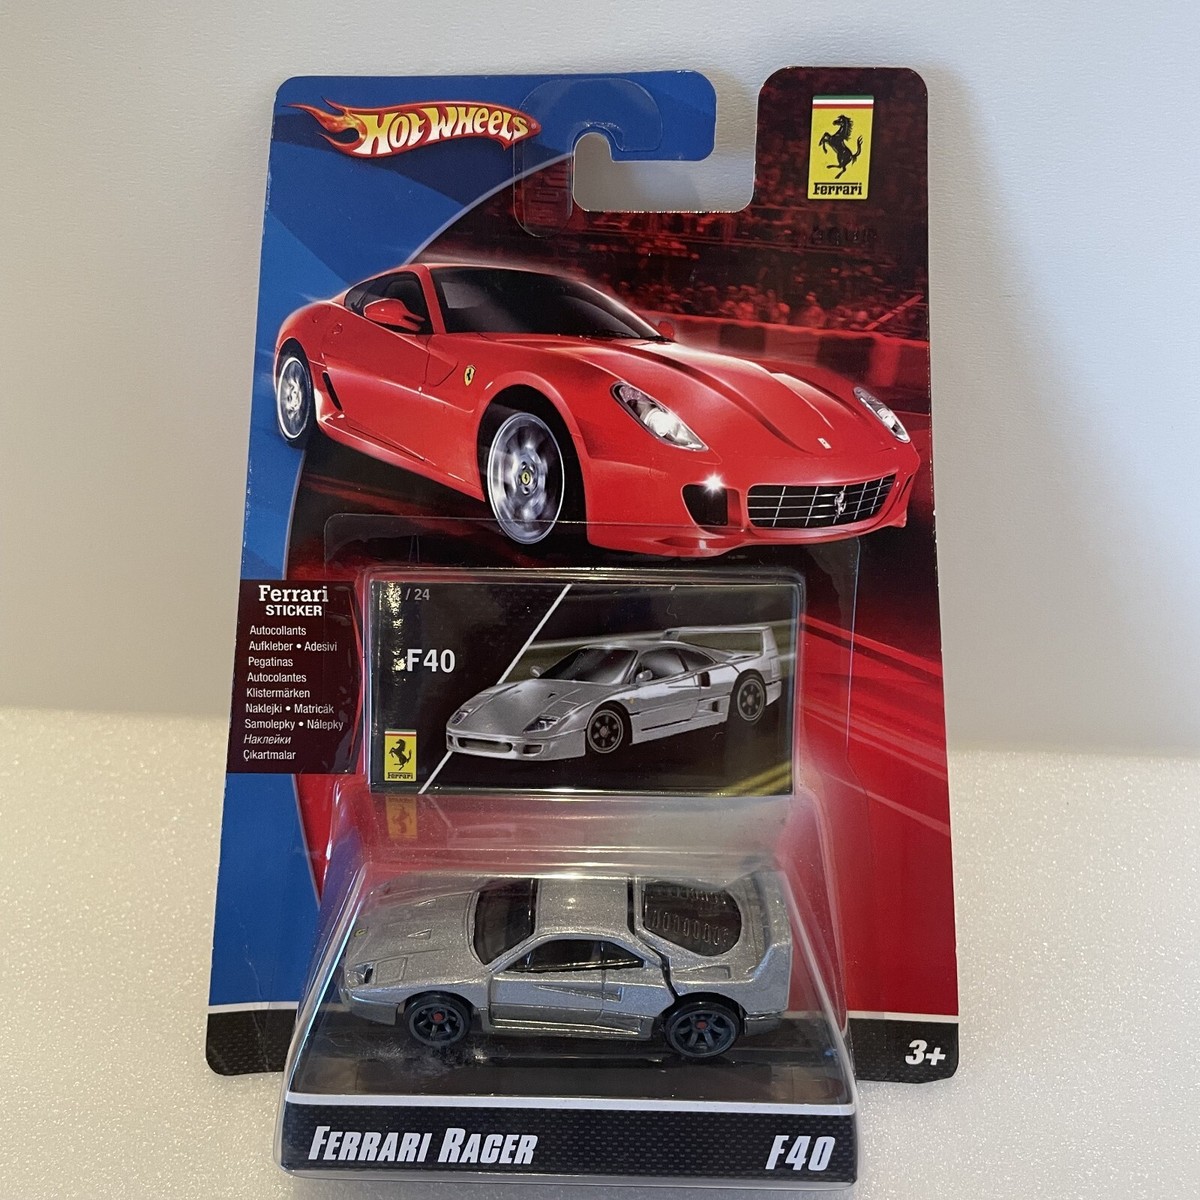 HOT WHEELS
Ferrari
Ferrari
STICKER
Autocollants
Aufkleber • Adesivi
Pegatinas
Autocolantes
Klistermärken
Naklejki • Matricák
Samolepky • Nálepky
Наклейки
Çıkartmalar
/ 24
F40
Ferrari
3+
FERRARI RACER
F40